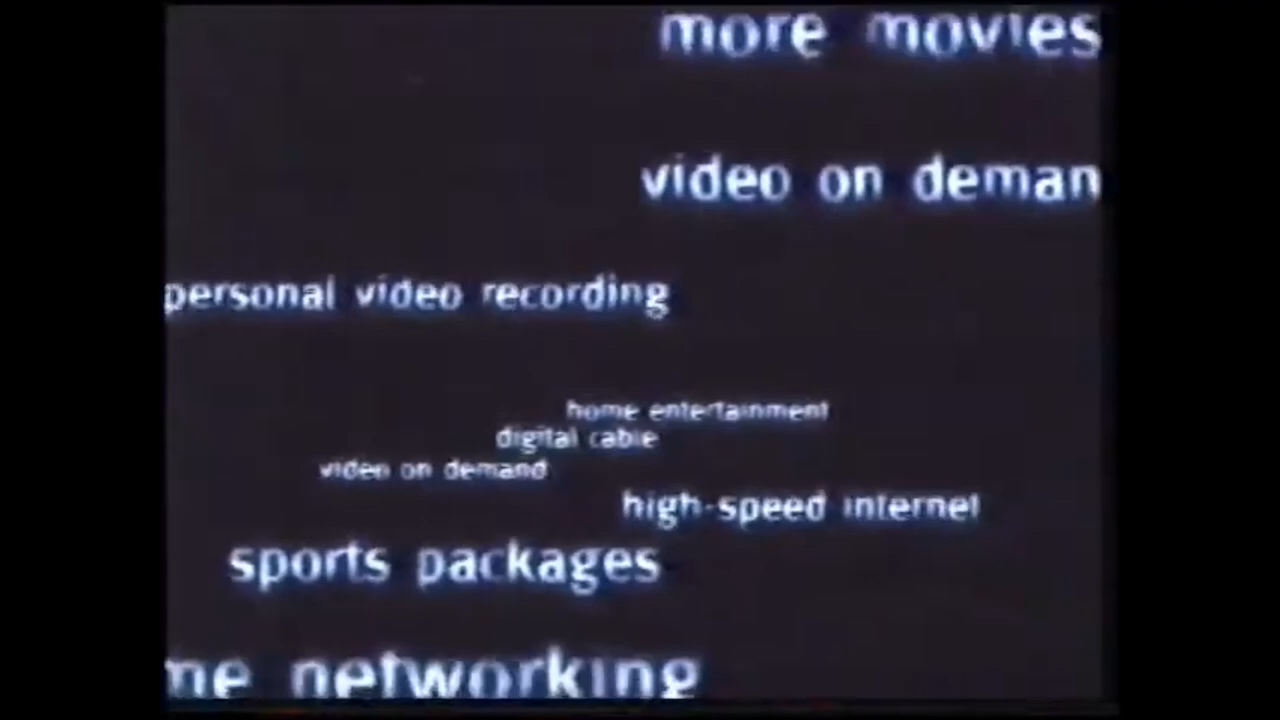 more movies
video on deman
personal video recording
home entertainment
digital cable
video on demand
high-speed internet
sports packages
me networking